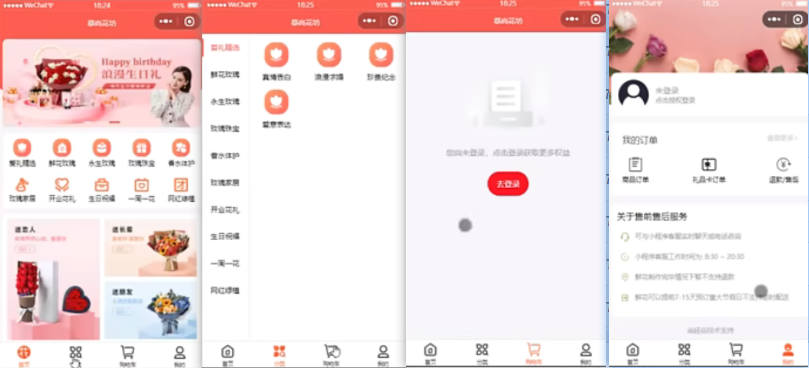 ●●●●● WeChat 18:24 95%
慕尚花坊
Happy birthday
浪漫生日礼
爱礼精选 鲜花玫瑰 永生玫瑰 玫瑰珠宝 香水体护
玫瑰家居 开业花礼 生日祝福 一周一花 网红绿植
送恋人
送长辈
送朋友
首页 分类 购物车 我的
●●●●● WeChat 18:25 95%
慕尚花坊
爱礼精选
鲜花玫瑰
永生玫瑰
玫瑰珠宝
香水体护
玫瑰家居
开业花礼
生日祝福
一周一花
网红绿植
真情告白 浪漫求婚 珍贵纪念
爱意表达
首页 分类 购物车 我的
●●●●● WeChat 18:25 95%
慕尚花坊
您尚未登录，点击登录获取更多权益
去登录
首页 分类 购物车 我的
●●●●● WeChat 18:25 95%
未登录
点击授权登录
我的订单 查看更多 >
商品订单 礼品卡订单 退款/售后
关于售前售后服务
可与小程序客服实时聊天或电话咨询
小程序客服工作时间为 8:30 ~ 20:30
鲜花制作完毕情况下暂不支持退款
鲜花可以提前7-15天预订重大节假日不支持定时配送
首页 分类 购物车 我的